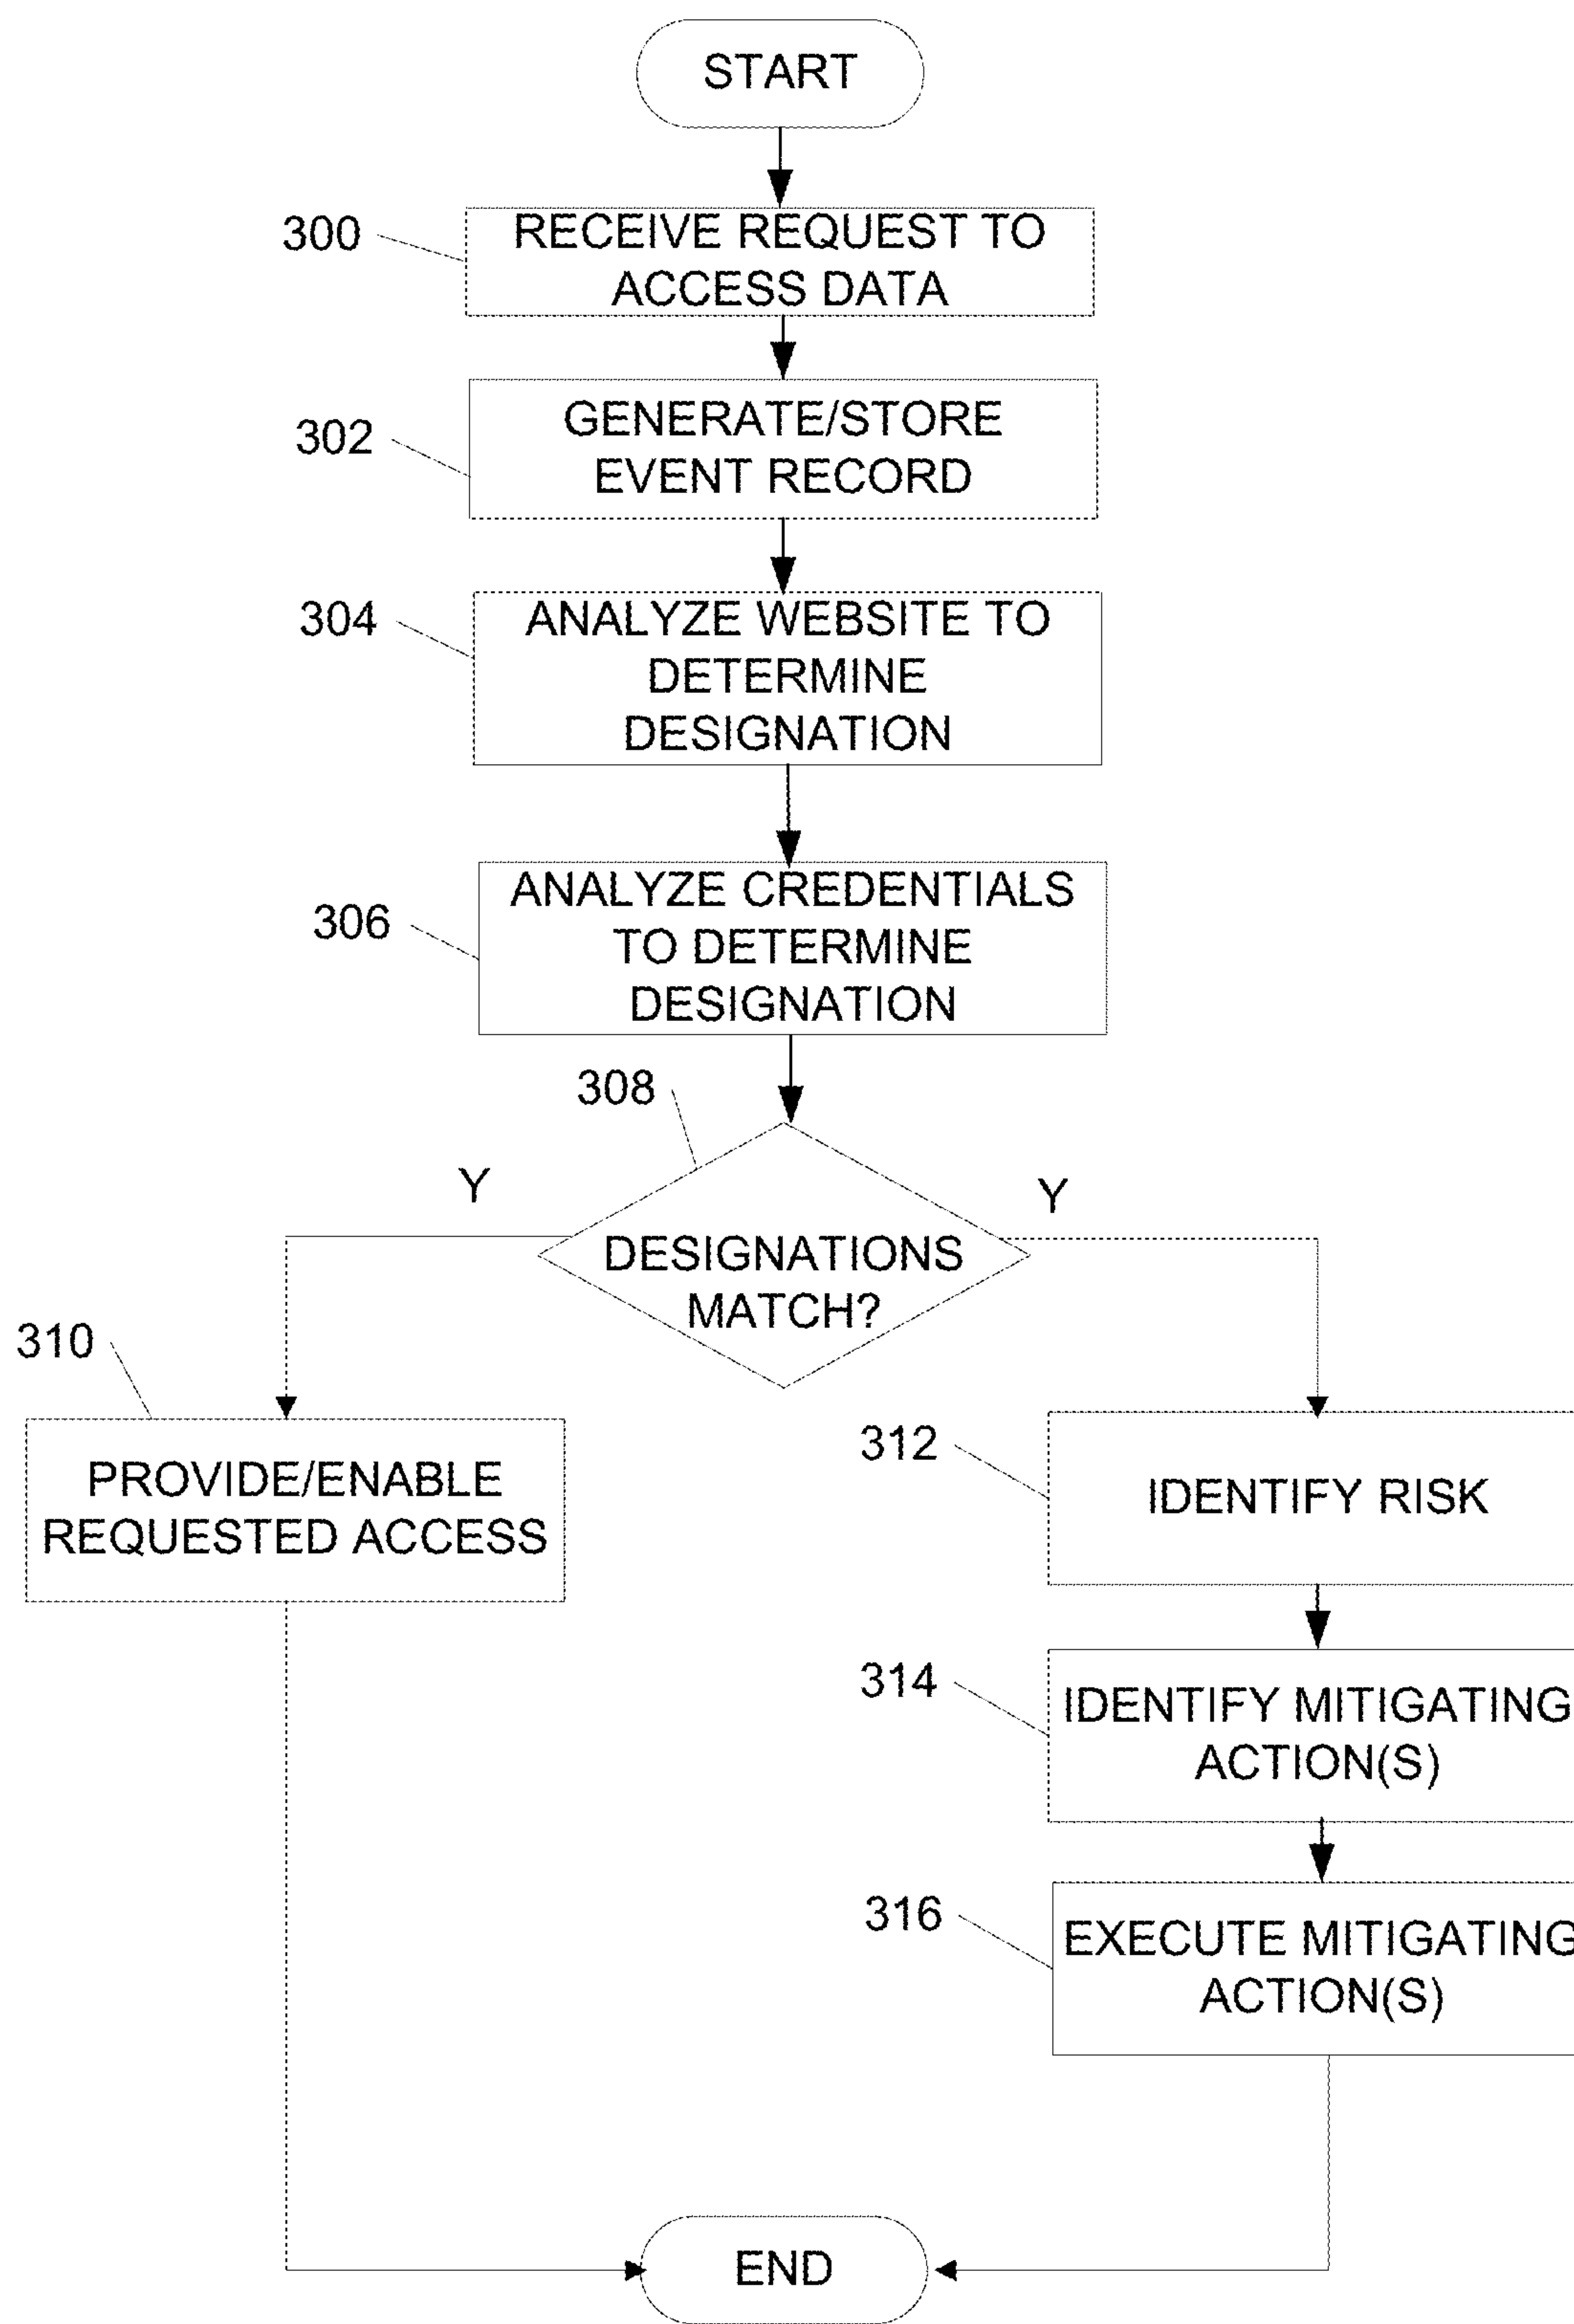 START
300
RECEIVE REQUEST TO
ACCESS DATA
302
GENERATE/STORE
EVENT RECORD
304
ANALYZE WEBSITE TO
DETERMINE
DESIGNATION
306
ANALYZE CREDENTIALS
TO DETERMINE
DESIGNATION
308
Y
Y
DESIGNATIONS
MATCH?
310
PROVIDE/ENABLE
REQUESTED ACCESS
312
IDENTIFY RISK
314
IDENTIFY MITIGATING
ACTION(S)
316
EXECUTE MITIGATING
ACTION(S)
END